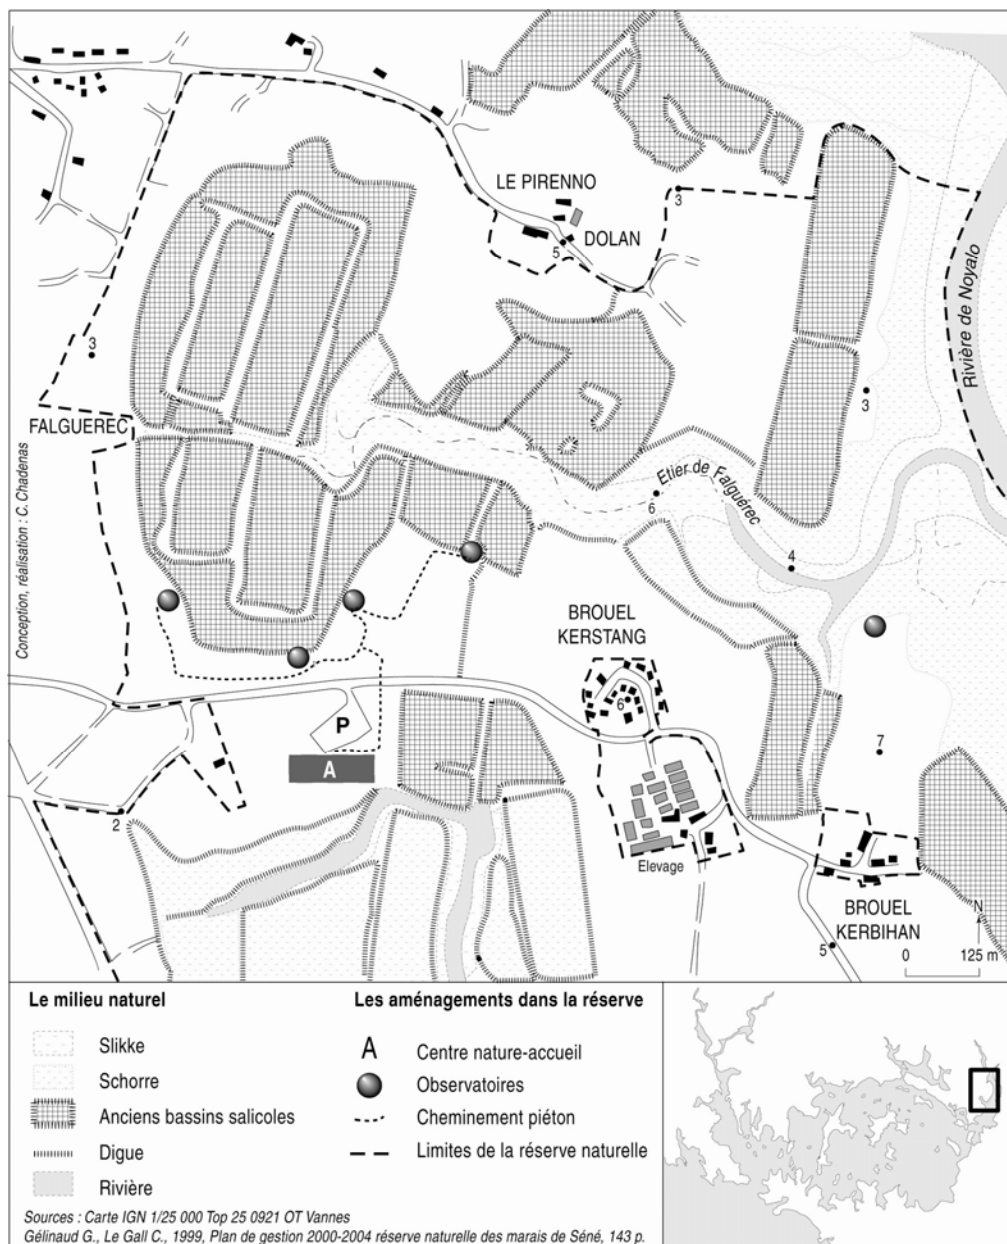 LE PIRENNO
3
DOLAN
5
Rivière de Noyalo
3
3
FALGUEREC
Etier de Falguérec
6
4
Conception, réalisation : C. Chadenas
BROUEL
KERSTANG
6
P
A
7
2
Elevage
BROUEL
KERBIHAN
5
N
0 125 m
Le milieu naturel
Slikke
Schorre
Anciens bassins salicoles
Digue
Rivière
Les aménagements dans la réserve
A Centre nature-accueil
Observatoires
Cheminement piéton
Limites de la réserve naturelle
Sources : Carte IGN 1/25 000 Top 25 0921 OT Vannes
Gélinaud G., Le Gall C., 1999, Plan de gestion 2000-2004 réserve naturelle des marais de Séné, 143 p.